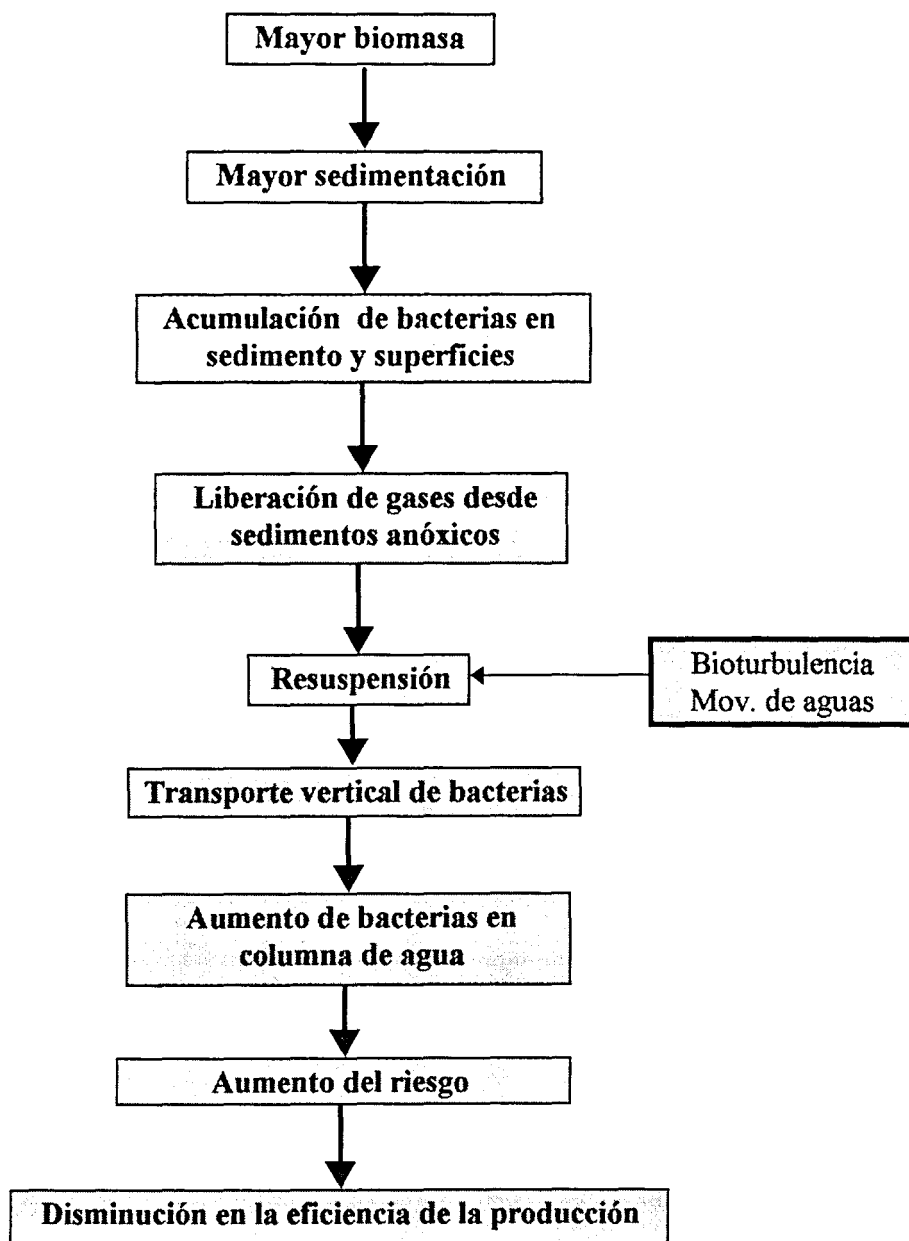 Mayor biomasa
Mayor sedimentación
Acumulación de bacterias en
sedimento y superficies
Liberación de gases desde
sedimentos anóxicos
Resuspensión
Bioturbulencia
Mov. de aguas
Transporte vertical de bacterias
Aumento de bacterias en
columna de agua
Aumento del riesgo
Disminución en la eficiencia de la producción